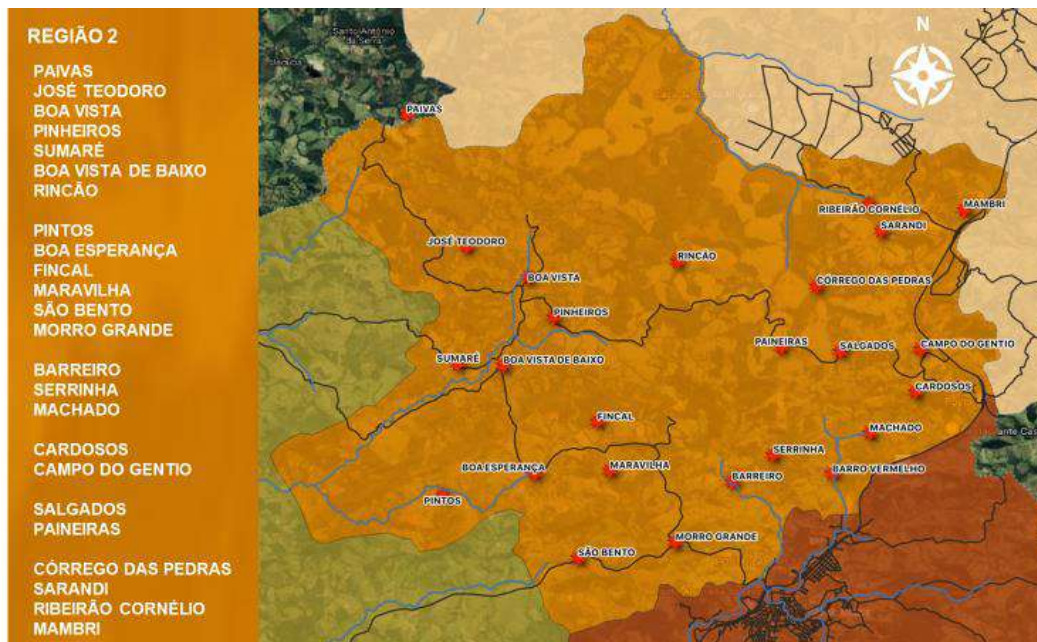 REGIÃO 2
PAIVAS
JOSÉ TEODORO
BOA VISTA
PINHEIROS
SUMARÉ
BOA VISTA DE BAIXO
RINCÃO
PINTOS
BOA ESPERANÇA
FINCAL
MARAVILHA
SÃO BENTO
MORRO GRANDE
BARREIRO
SERRINHA
MACHADO
CARDOSOS
CAMPO DO GENTIO
SALGADOS
PAINEIRAS
CÓRREGO DAS PEDRAS
SARANDI
RIBEIRÃO CORNÉLIO
MAMBRI
Santo Antônio
da Serra
N
PAIVAS
RIBEIRÃO CORNÉLIO
MAMBRI
SARANDI
JOSÉ TEODORO
RINCÃO
BOA VISTA
CÓRREGO DAS PEDRAS
PINHEIROS
PAINEIRAS
SALGADOS
CAMPO DO GENTIO
SUMARÉ
BOA VISTA DE BAIXO
CARDOSOS
FINCAL
MACHADO
SERRINHA
BOA ESPERANÇA
MARAVILHA
BARREIRO
BARRO VERMELHO
PINTOS
MORRO GRANDE
SÃO BENTO